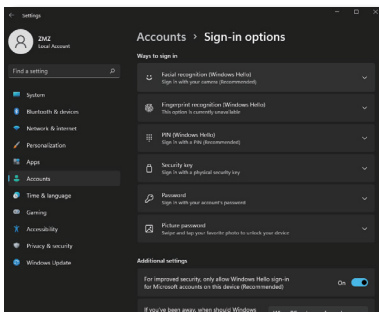 Settings
ZMZ
Local Account
Find a setting
System
Bluetooth & devices
Network & internet
Personalization
Apps
Accounts
Time & language
Gaming
Accessibility
Privacy & security
Windows Update
Accounts > Sign-in options
Ways to sign in
Facial recognition (Windows Hello)
Sign in with your camera (Recommended)
Fingerprint recognition (Windows Hello)
This option is currently unavailable
PIN (Windows Hello)
Sign in with a PIN (Recommended)
Security key
Sign in with a physical security key
Password
Sign in with your account's password
Picture password
Swipe and tap your favorite photo to unlock your device
Additional settings
For improved security, only allow Windows Hello sign-in
for Microsoft accounts on this device (Recommended)
On
If you've been away, when should Windows